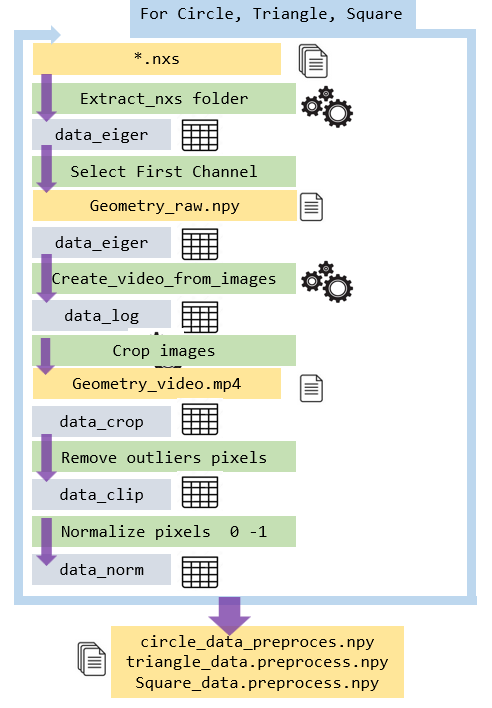 For Circle, Triangle, Square
*.nxs
Extract_nxs folder
data_eiger
Select First Channel
Geometry_raw.npy
data_eiger
Create_video_from_images
data_log
Crop images
Geometry_video.mp4
data_crop
Remove outliers pixels
data_clip
Normalize pixels 0 -1
data_norm
circle_data_preproces.npy
triangle_data.preprocess.npy
Square_data.preprocess.npy